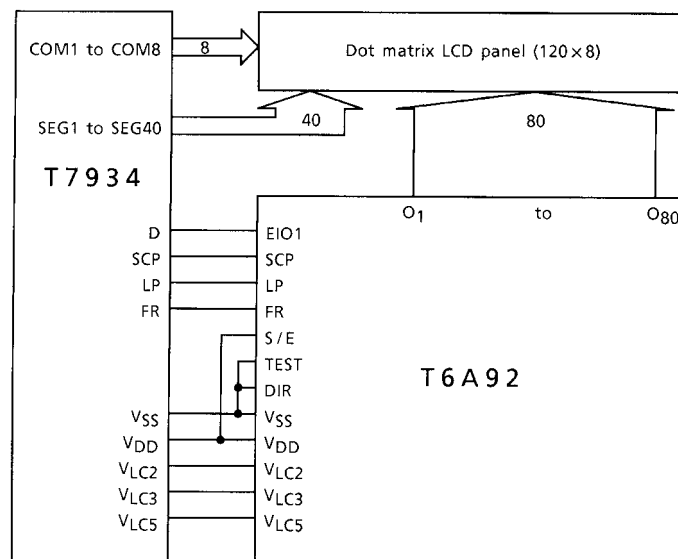 COM1 to COM8
8
Dot matrix LCD panel (120×8)
SEG1 to SEG40
40
80
T7934
O1 to O80
D
EIO1
SCP
SCP
LP
LP
FR
FR
S/E
TEST
DIR
T6A92
VSS
VSS
VDD
VDD
VLC2
VLC2
VLC3
VLC3
VLC5
VLC5